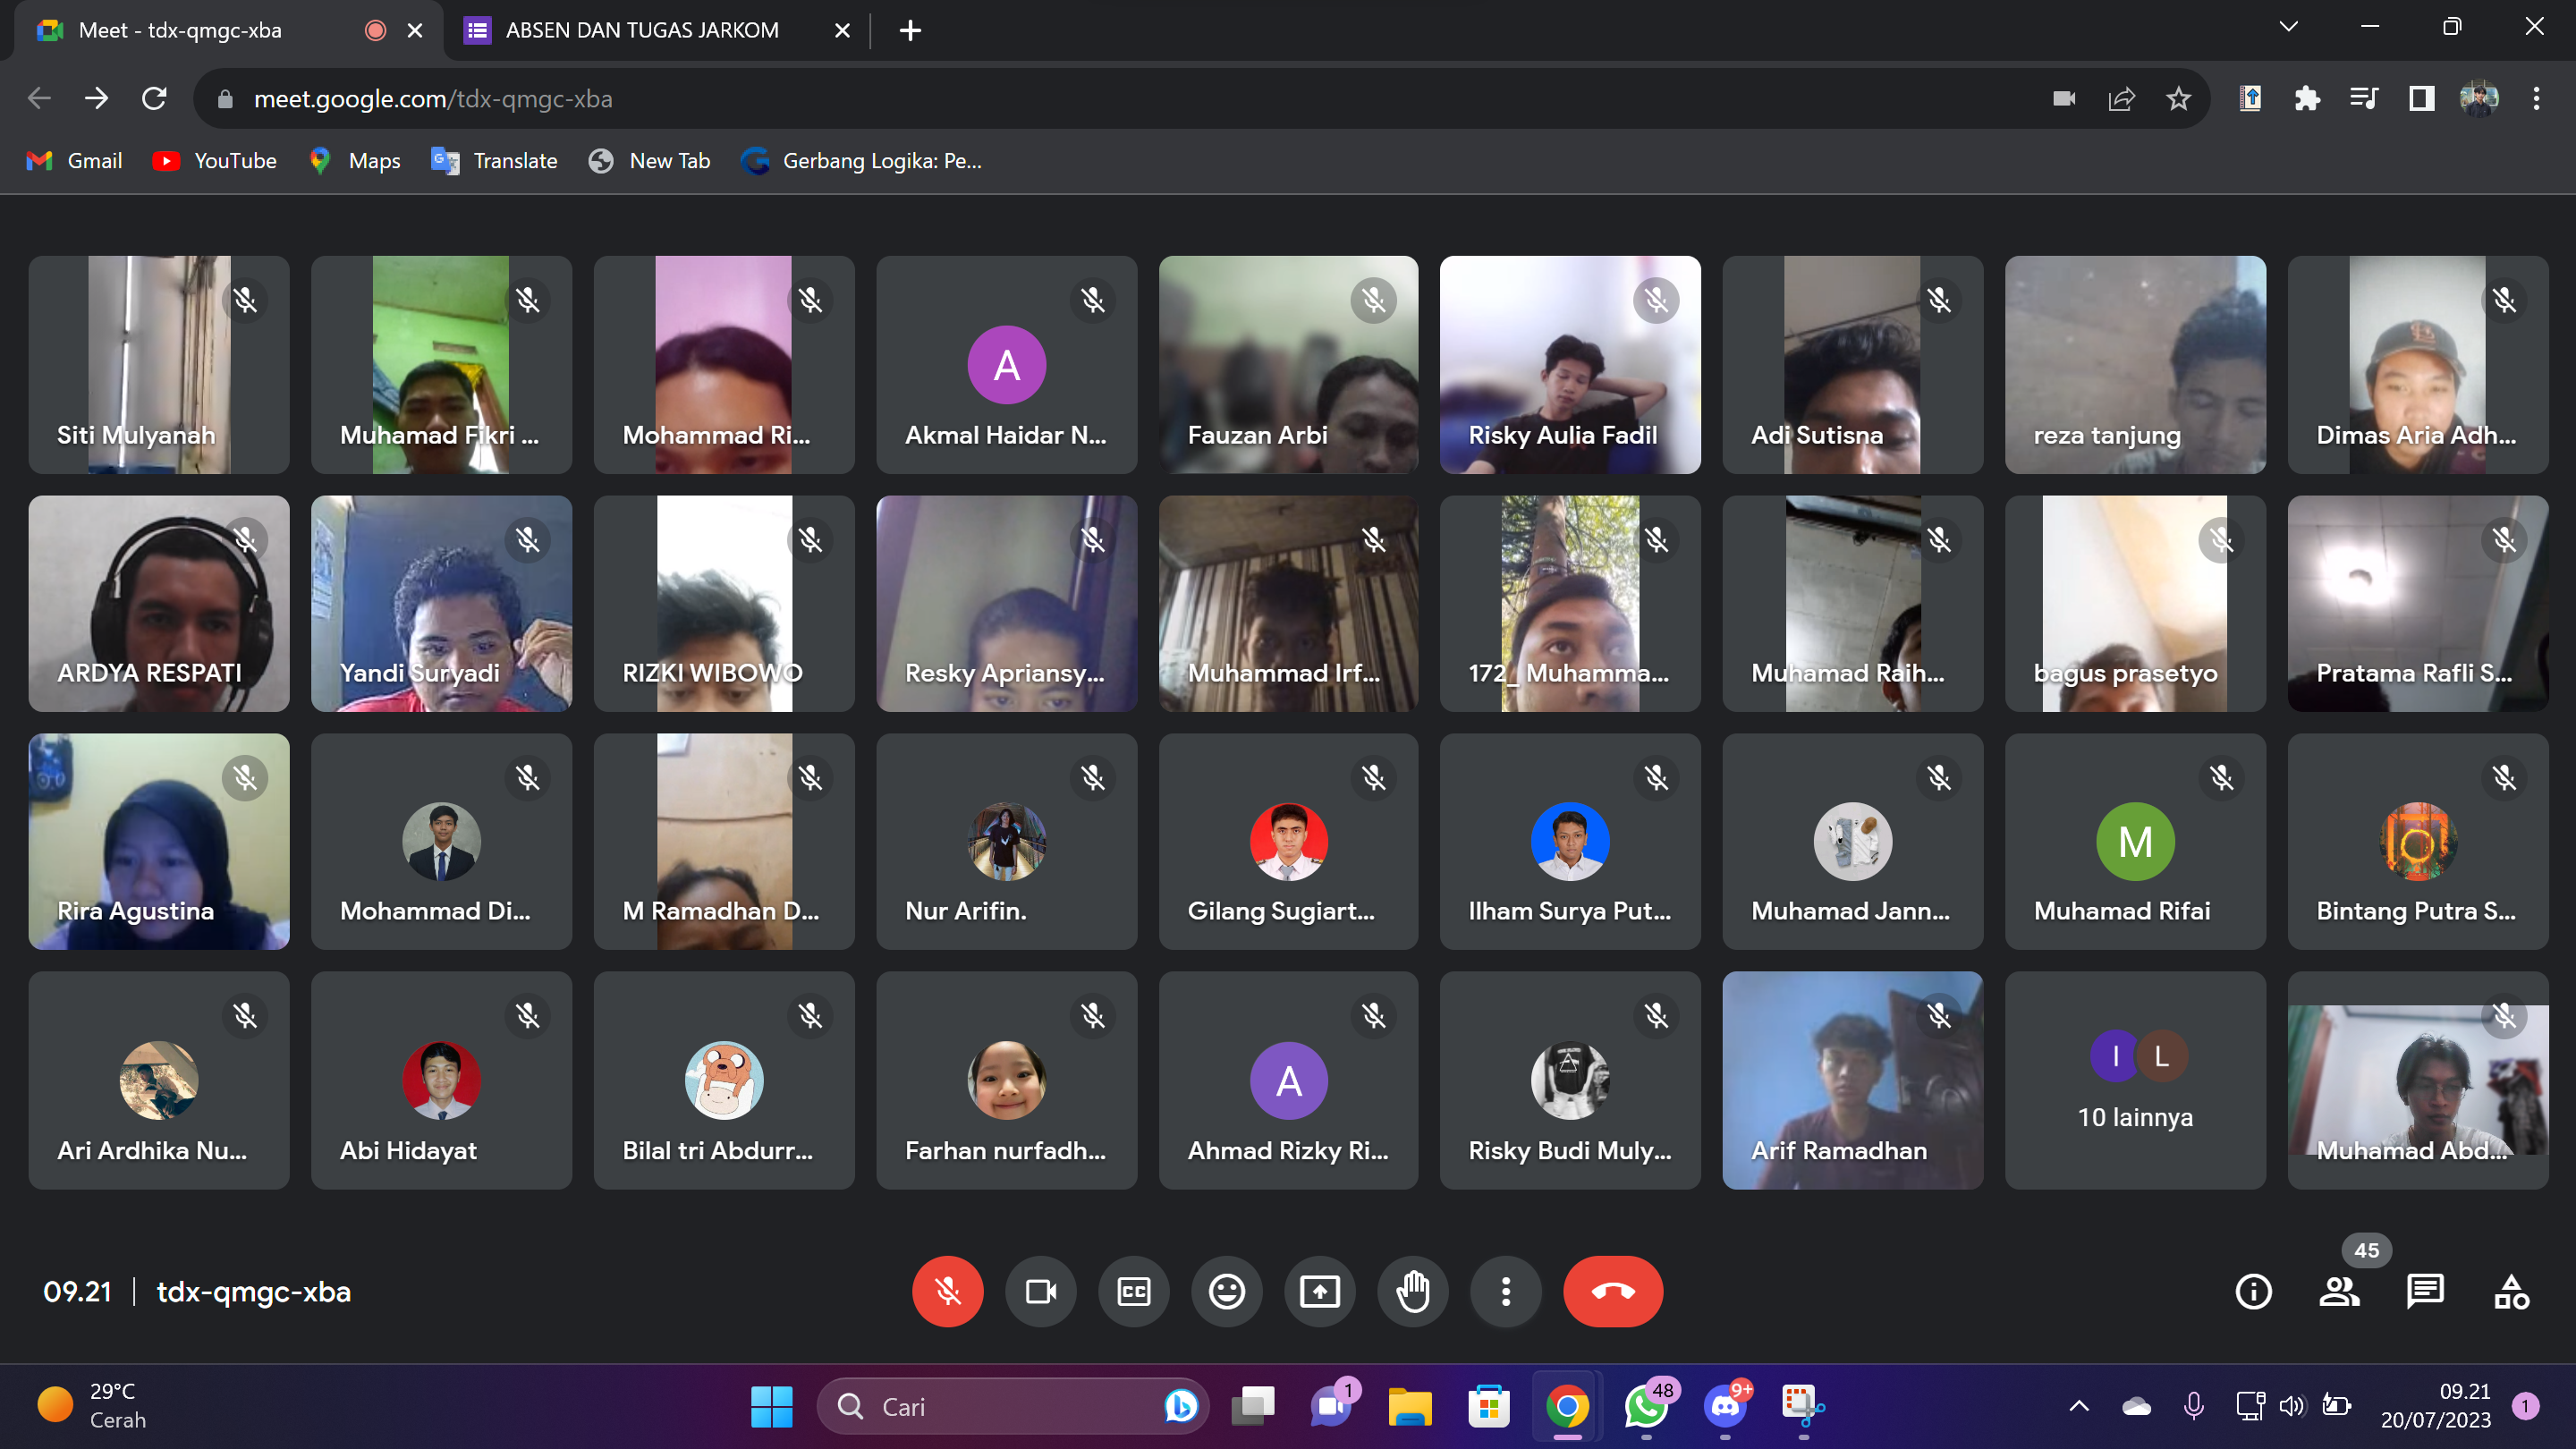 Meet - tdx-qmgc-xba
ABSEN DAN TUGAS JARKOM
meet.google.com/tdx-qmgc-xba
Gmail YouTube Maps Translate New Tab Gerbang Logika: Pe...
Siti Mulyanah
Muhamad Fikri ...
Mohammad Ri...
A
Akmal Haidar N...
Fauzan Arbi
Risky Aulia Fadil
Adi Sutisna
reza tanjung
Dimas Aria Adh...
ARDYA RESPATI
Yandi Suryadi
RIZKI WIBOWO
Resky Apriansy...
Muhammad Irf...
172_ Muhamma...
Muhamad Raih...
bagus prasetyo
Pratama Rafli S...
Rira Agustina
Mohammad Di...
M Ramadhan D...
Nur Arifin.
Gilang Sugiart...
Ilham Surya Put...
Muhamad Jann...
M
Muhamad Rifai
Bintang Putra S...
Ari Ardhika Nu...
Abi Hidayat
Bilal tri Abdurr...
Farhan nurfadh...
A
Ahmad Rizky Ri...
Risky Budi Muly...
Arif Ramadhan
I L
10 lainnya
Muhamad Abd...
09.21 | tdx-qmgc-xba
CC
45
29°C
Cerah
Cari
1
48
9+
09.21
20/07/2023
1